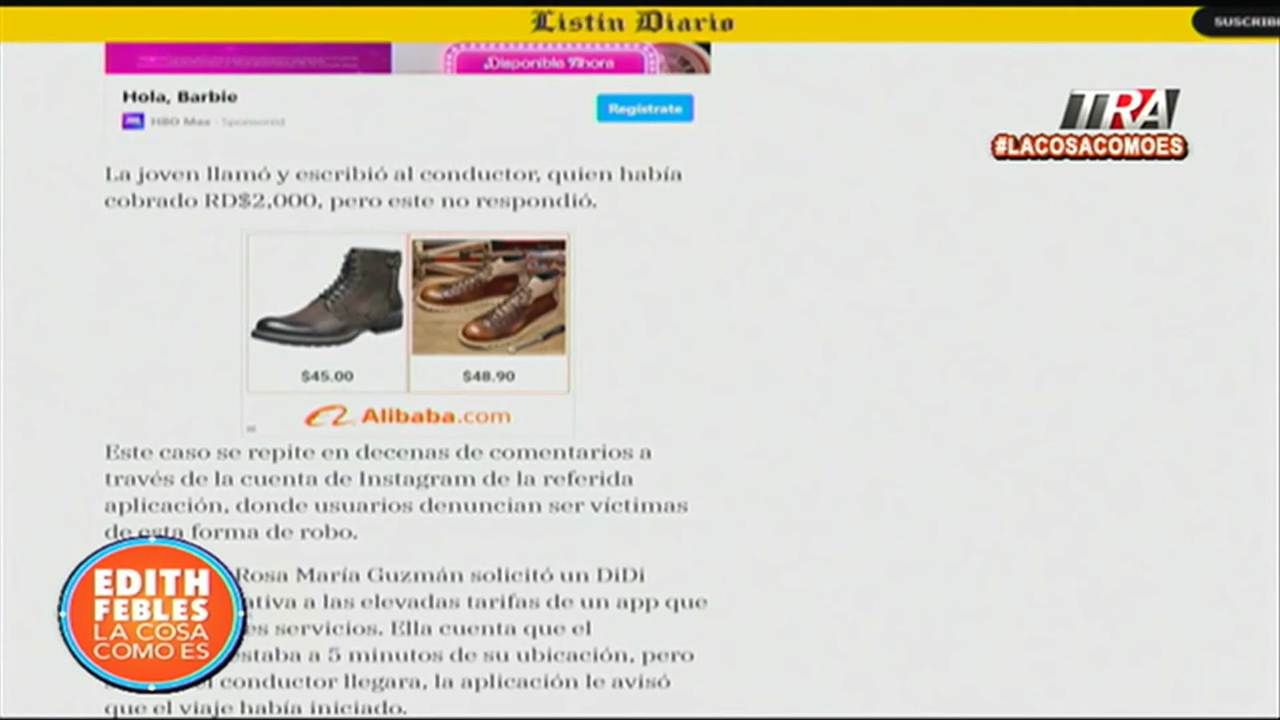 Listin Diario
SUSCRIB
¡Disponible Ahora
Hola, Barbie
Regístrate
HBO Max · Sponsored
TRA
#LACOSACOMOES
La joven llamó y escribió al conductor, quien había
cobrado RD$2,000, pero este no respondió.
$45.00
$48.90
Alibaba.com
Este caso se repite en decenas de comentarios a
través de la cuenta de Instagram de la referida
aplicación, donde usuarios denuncian ser víctimas
de esta forma de robo.
Rosa María Guzmán solicitó un DiDi
ativa a las elevadas tarifas de un app que
es servicios. Ella cuenta que el
staba a 5 minutos de su ubicación, pero
l conductor llegara, la aplicación le avisó
que el viaje había iniciado.
EDITH
FEBLES
LA COSA
COMO ES